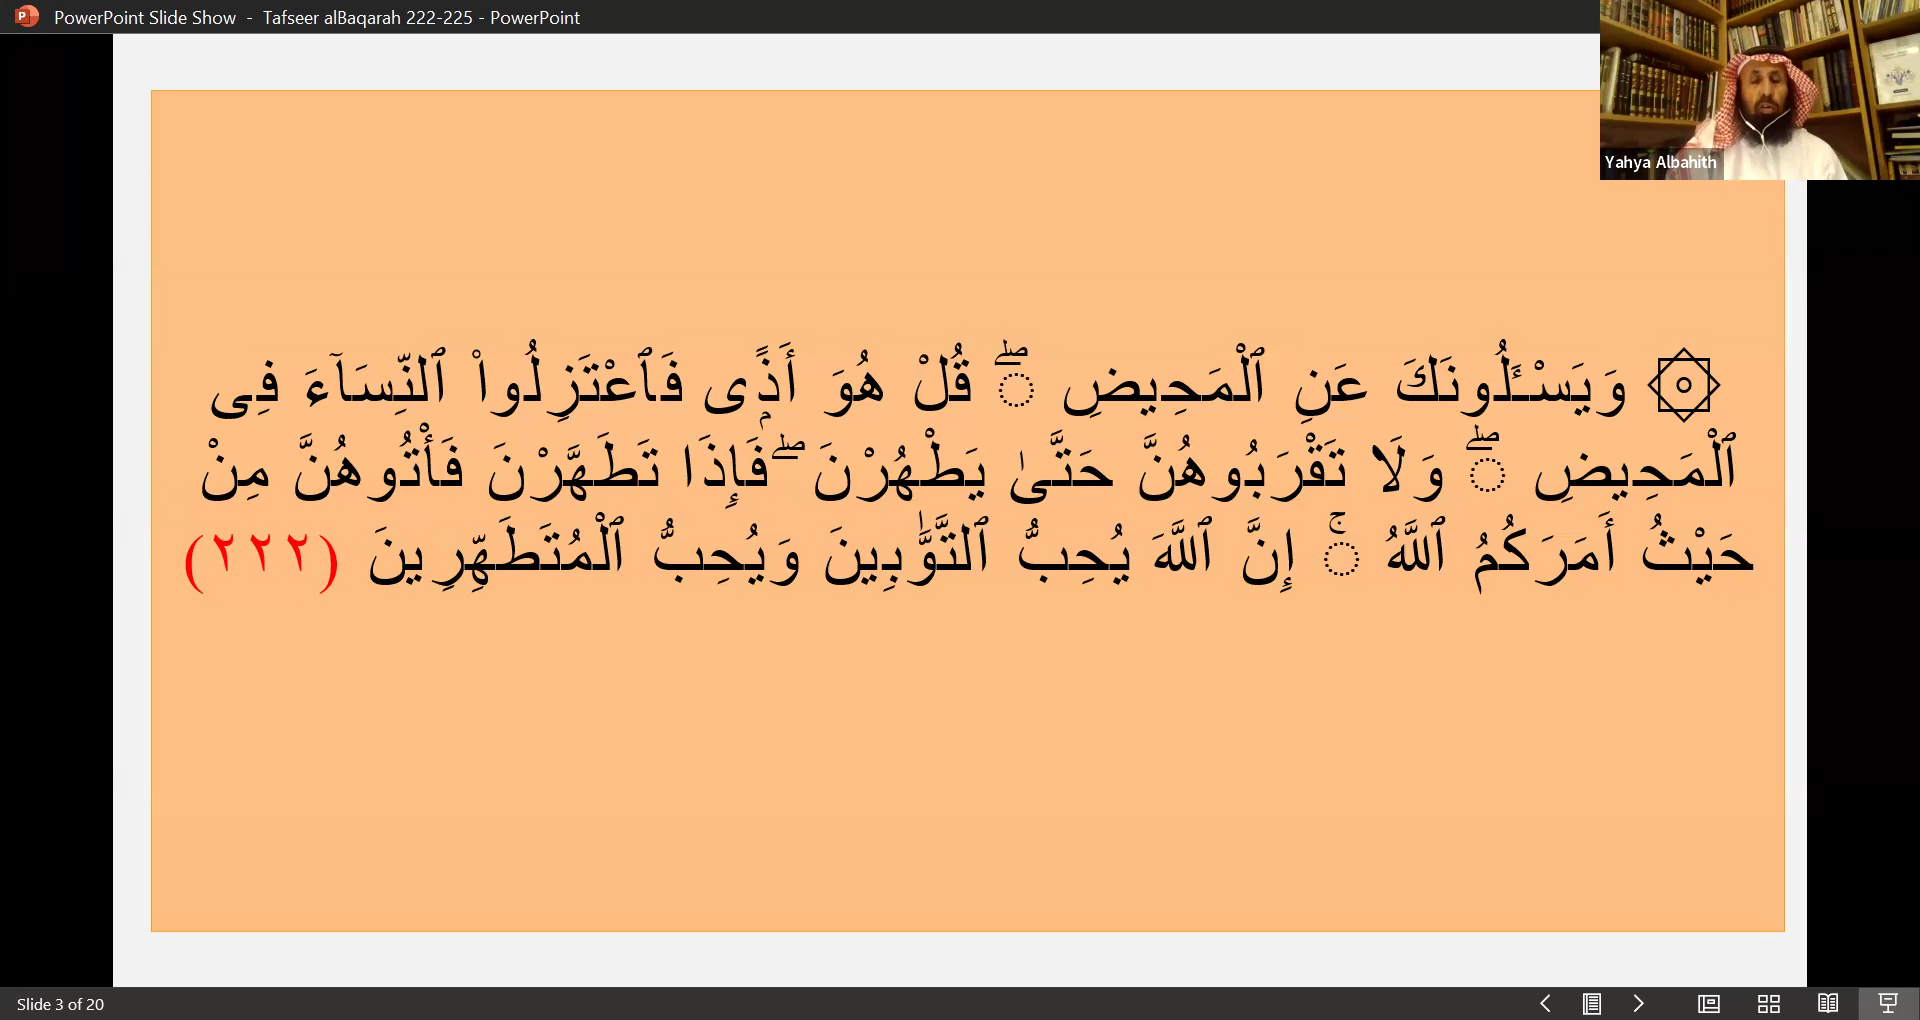 PowerPoint Slide Show - Tafseer alBaqarah 222-225 - PowerPoint
Yahya Albahith
۞ وَيَسْـَٔلُونَكَ عَنِ ٱلْمَحِيضِ ۖ قُلْ هُوَ أَذًۭى فَٱعْتَزِلُوا۟ ٱلنِّسَآءَ فِى
ٱلْمَحِيضِ ۖ وَلَا تَقْرَبُوهُنَّ حَتَّىٰ يَطْهُرْنَ ۖ فَإِذَا تَطَهَّرْنَ فَأْتُوهُنَّ مِنْ
حَيْثُ أَمَرَكُمُ ٱللَّهُ ۚ إِنَّ ٱللَّهَ يُحِبُّ ٱلتَّوَّٰبِينَ وَيُحِبُّ ٱلْمُتَطَهِّرِينَ (٢٢٢)
Slide 3 of 20